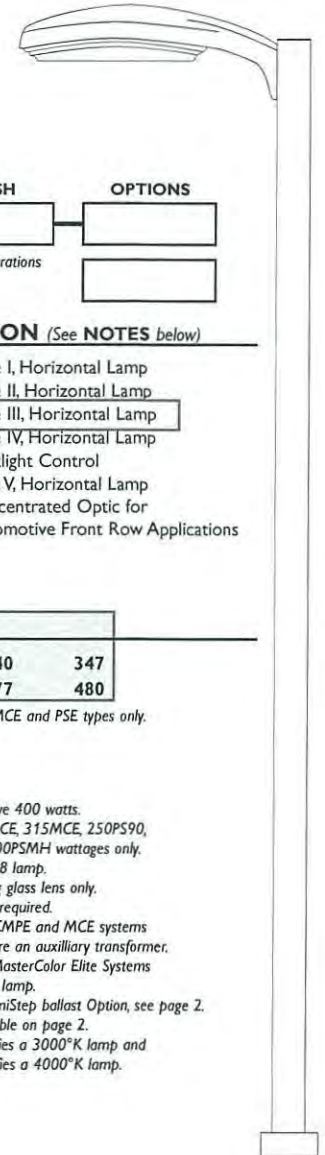 SH OPTIONS
rations
ON (See NOTES below)
I, Horizontal Lamp
II, Horizontal Lamp
III, Horizontal Lamp
IV, Horizontal Lamp
light Control
V, Horizontal Lamp
centrated Optic for
omotive Front Row Applications
40 347
77 480
MCE and PSE types only.
ve 400 watts.
CE, 315MCE, 250PS90,
00PSMH wattages only.
8 lamp.
glass lens only.
required.
CMPE and MCE systems
re an auxilliary transformer.
MasterColor Elite Systems
lamp.
niStep ballast Option, see page 2.
ble on page 2.
ies a 3000°K lamp and
ies a 4000°K lamp.